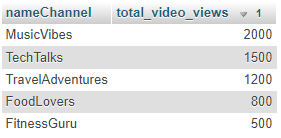 nameChannel total_video_views 1
MusicVibes 2000
TechTalks 1500
TravelAdventures 1200
FoodLovers 800
FitnessGuru 500